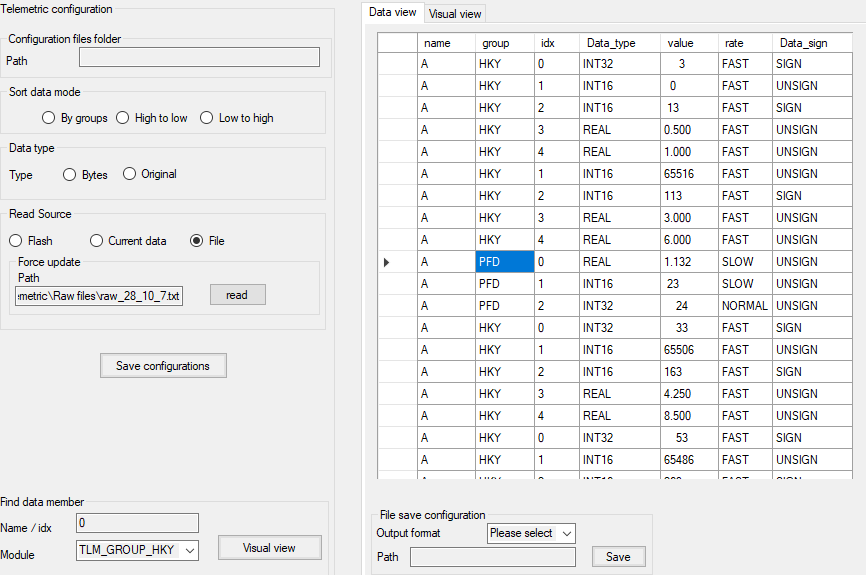 Telemetric configuration
Configuration files folder
Path
Sort data mode
By groups High to low Low to high
Data type
Type Bytes Original
Read Source
Flash Current data File
Force update
Path
emetric\Raw files\raw_28_10_7.txt read
Save configurations
Find data member
Name / idx 0
Module TLM_GROUP_HKY Visual view
Data view Visual view
name group idx Data_type value rate Data_sign
A HKY 0 INT32 3 FAST SIGN
A HKY 1 INT16 0 FAST UNSIGN
A HKY 2 INT16 13 FAST SIGN
A HKY 3 REAL 0.500 FAST UNSIGN
A HKY 4 REAL 1.000 FAST UNSIGN
A HKY 1 INT16 65516 FAST UNSIGN
A HKY 2 INT16 113 FAST SIGN
A HKY 3 REAL 3.000 FAST UNSIGN
A HKY 4 REAL 6.000 FAST UNSIGN
A PFD 0 REAL 1.132 SLOW UNSIGN
A PFD 1 INT16 23 SLOW UNSIGN
A PFD 2 INT32 24 NORMAL UNSIGN
A HKY 0 INT32 33 FAST SIGN
A HKY 1 INT16 65506 FAST UNSIGN
A HKY 2 INT16 163 FAST SIGN
A HKY 3 REAL 4.250 FAST UNSIGN
A HKY 4 REAL 8.500 FAST UNSIGN
A HKY 0 INT32 53 FAST SIGN
A HKY 1 INT16 65486 FAST UNSIGN
File save configuration
Output format Please select
Path Save